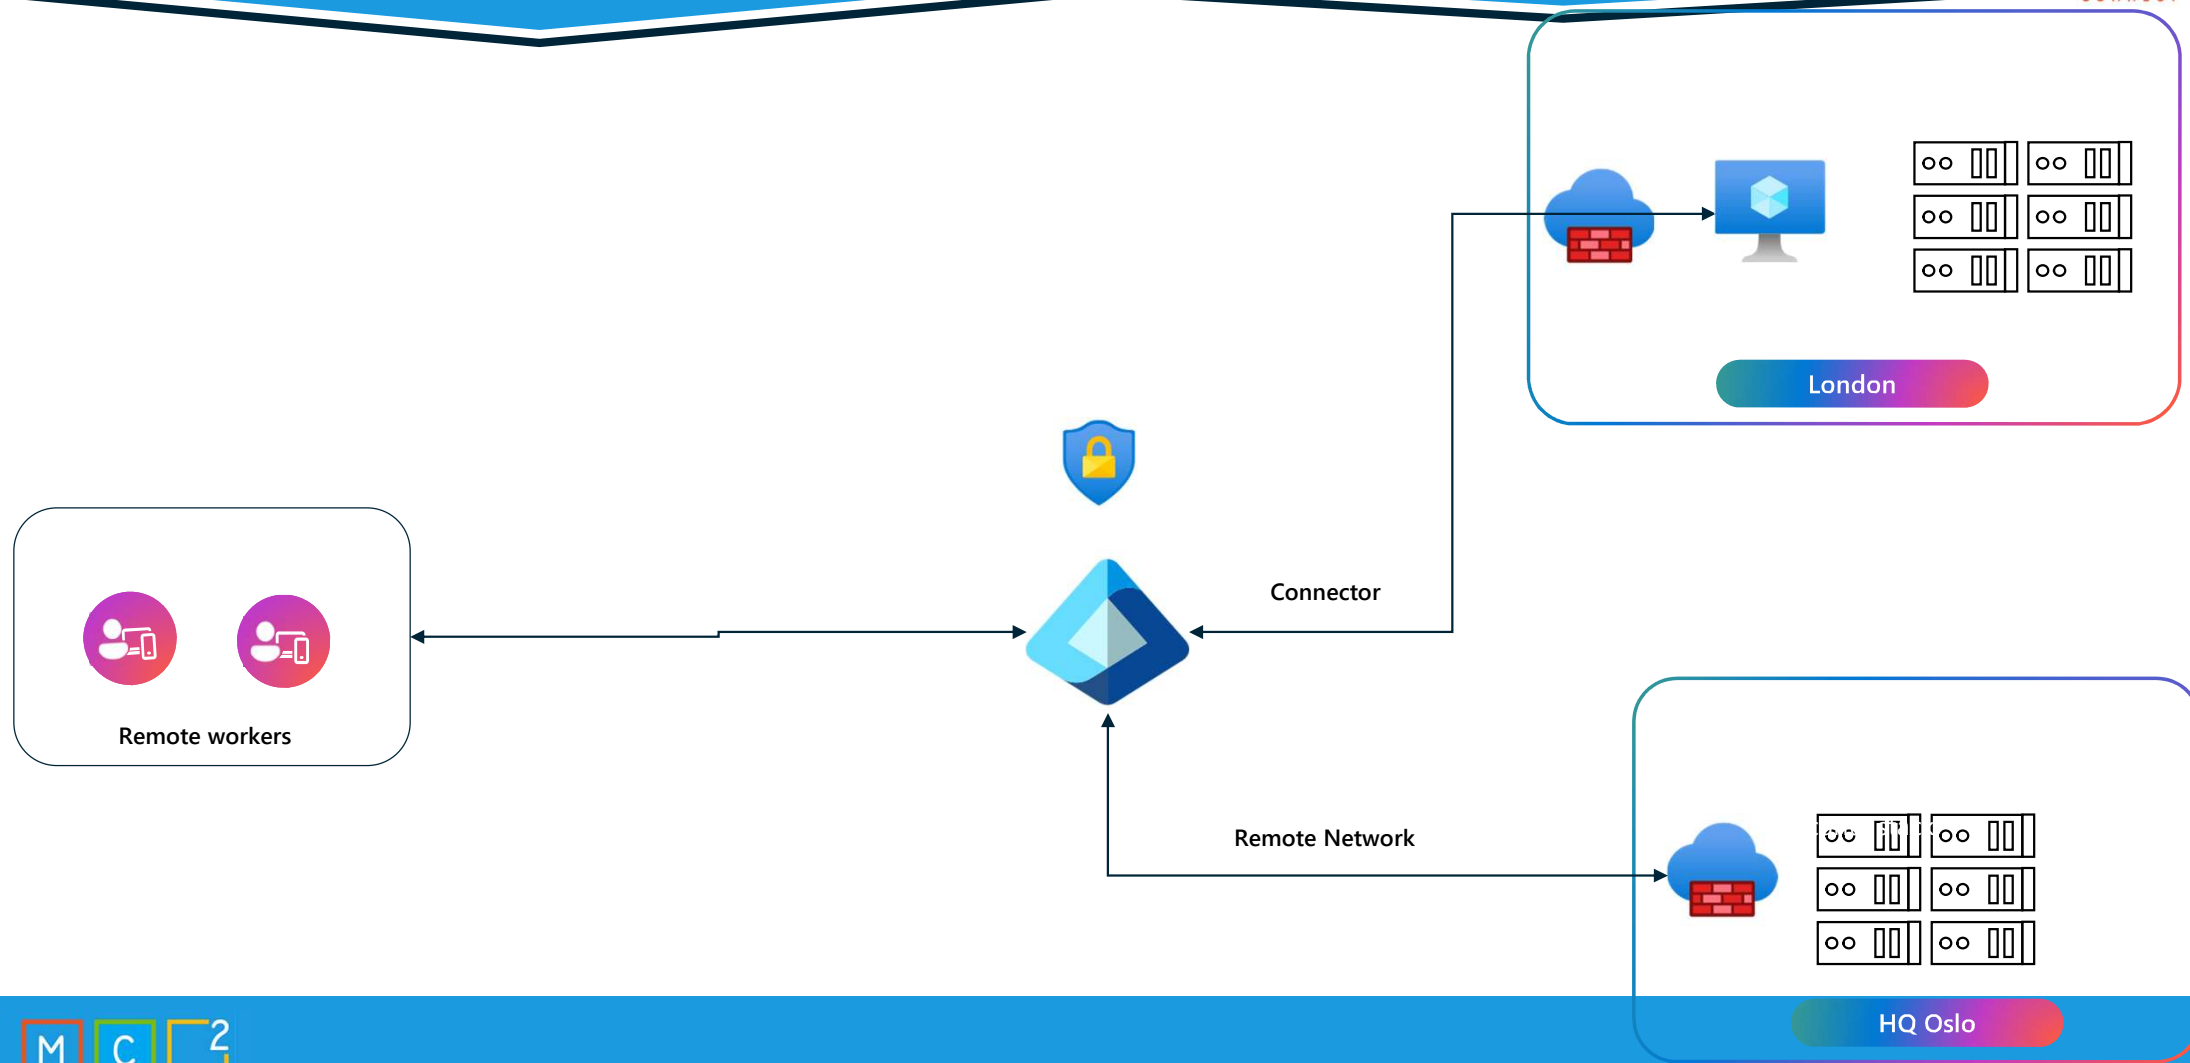 London
Connector
Remote workers
Remote Network
HQ Oslo
M C 2